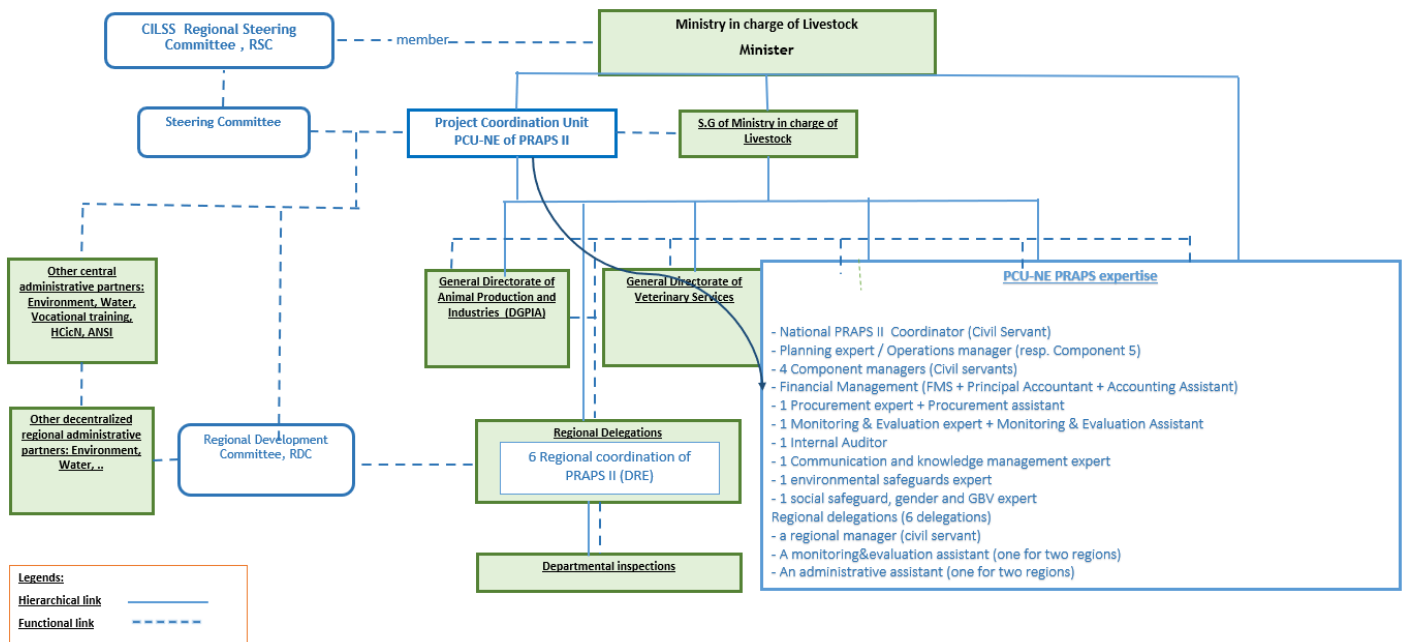 CILSS Regional Steering
Committee , RSC
member
Ministry in charge of Livestock
Minister
Steering Committee
Project Coordination Unit
PCU-NE of PRAPS II
S.G of Ministry in charge of
Livestock
Other central
administrative partners:
Environment, Water,
Vocational training,
HCicN, ANSI
General Directorate of
Animal Production and
Industries (DGPIA)
General Directorate of
Veterinary Services
PCU-NE PRAPS expertise
- National PRAPS II Coordinator (Civil Servant)
- Planning expert / Operations manager (resp. Component 5)
- 4 Component managers (Civil servants)
- Financial Management (FMS + Principal Accountant + Accounting Assistant)
- 1 Procurement expert + Procurement assistant
- 1 Monitoring & Evaluation expert + Monitoring & Evaluation Assistant
- 1 Internal Auditor
- 1 Communication and knowledge management expert
- 1 environmental safeguards expert
- 1 social safeguard, gender and GBV expert
Regional delegations (6 delegations)
- a regional manager (civil servant)
- A monitoring&evaluation assistant (one for two regions)
- An administrative assistant (one for two regions)
Other decentralized
regional administrative
partners: Environment,
Water, ..
Regional Development
Committee, RDC
Regional Delegations
6 Regional coordination of
PRAPS II (DRE)
Departmental inspections
Legends:
Hierarchical link
Functional link